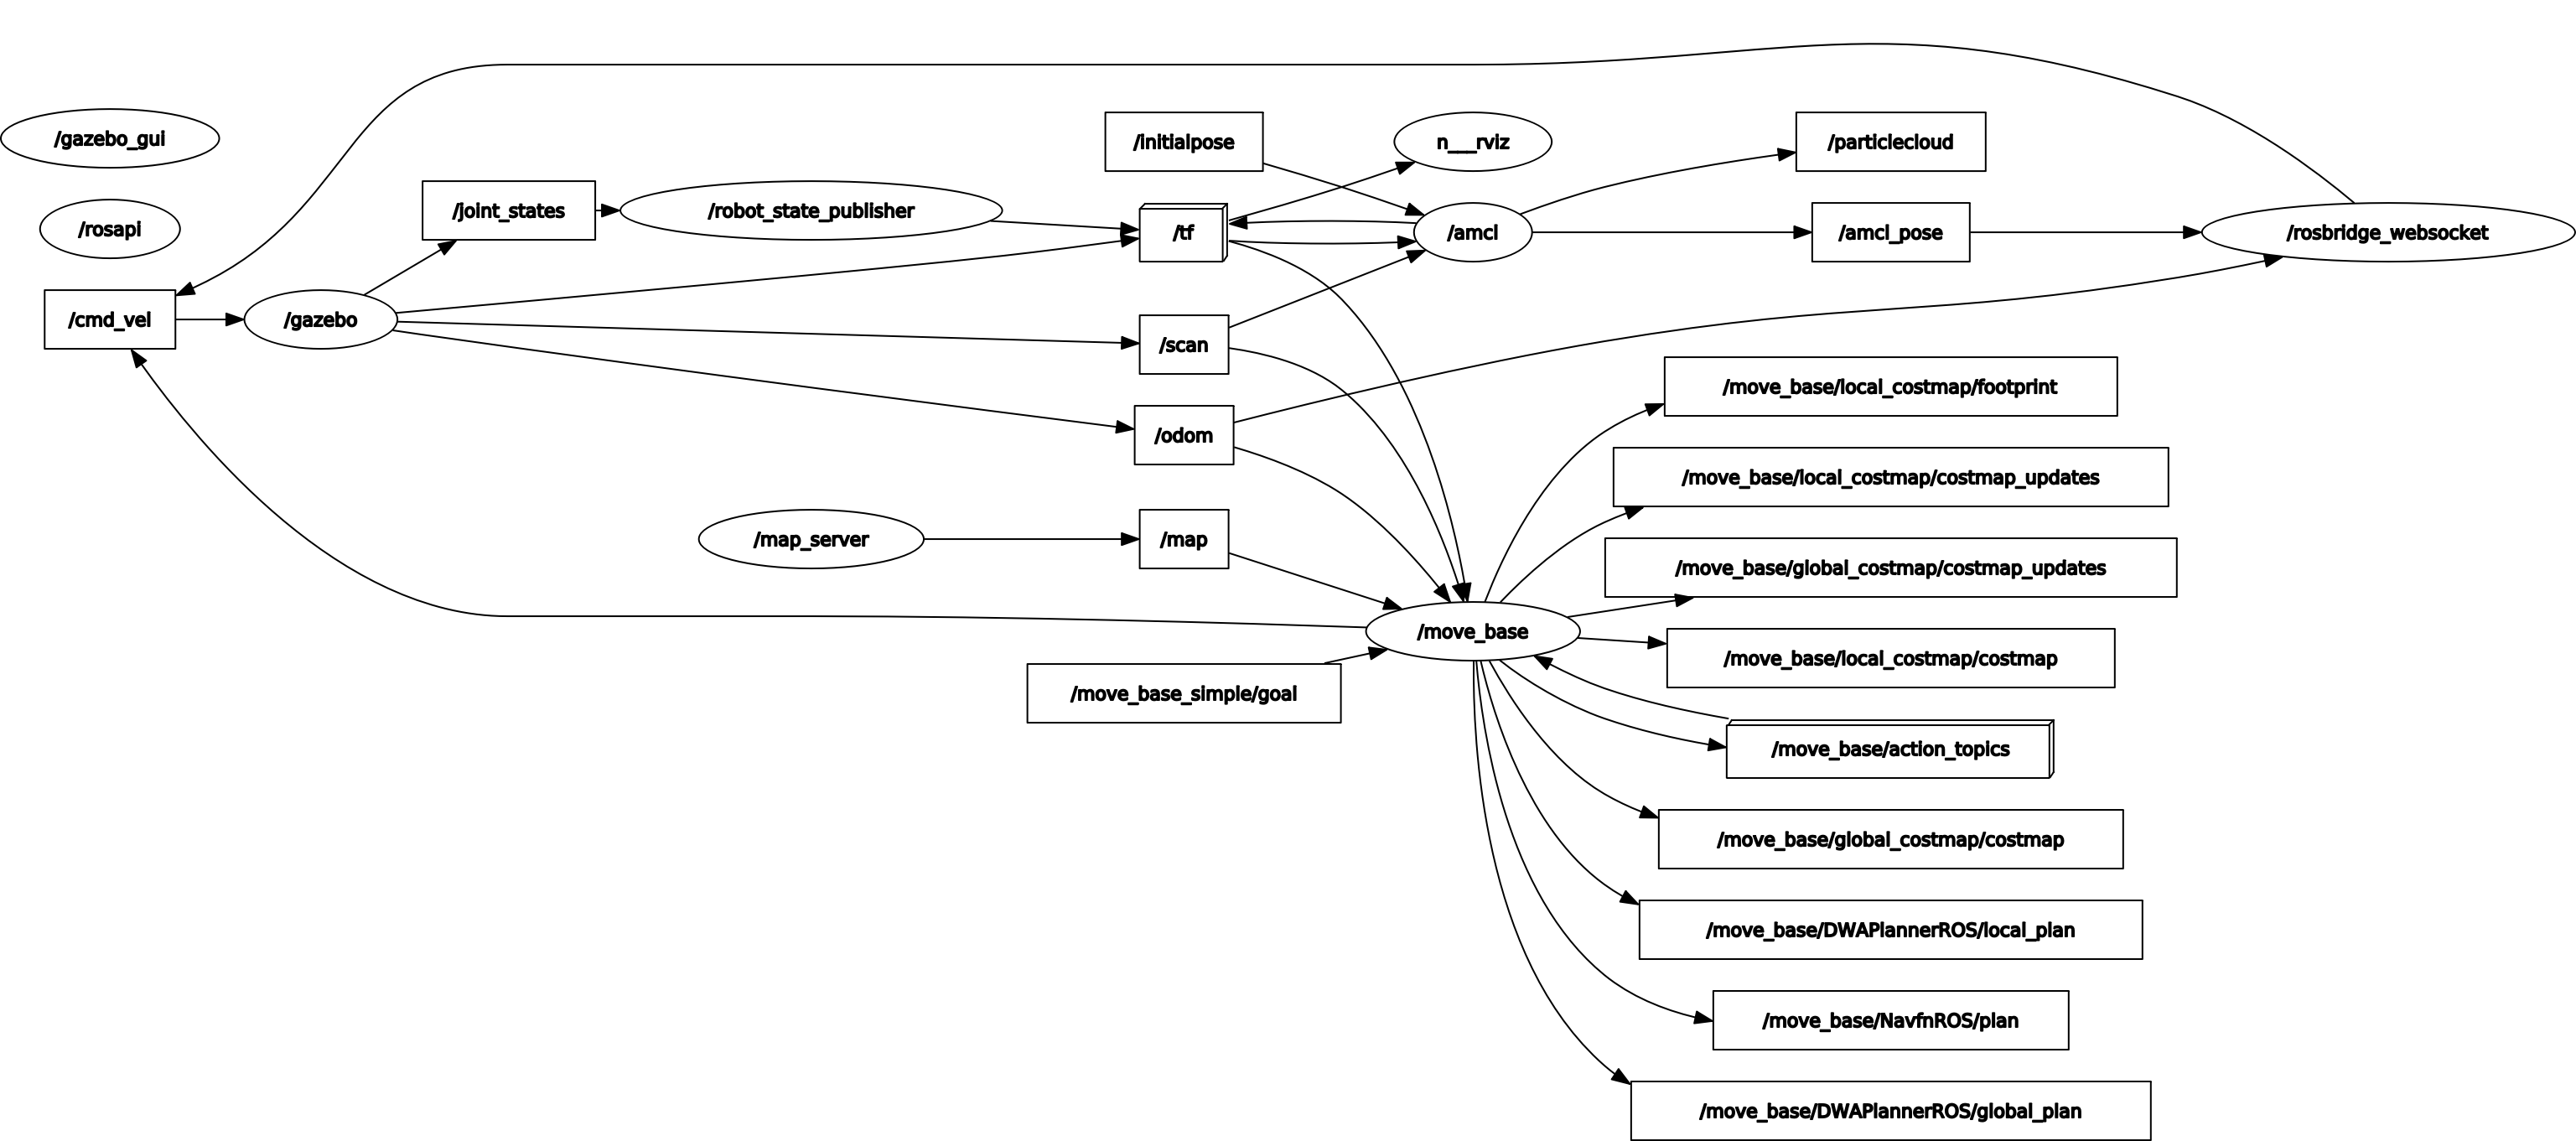 /gazebo_gui
/rosapi
/cmd_vel
/gazebo
/joint_states
/robot_state_publisher
/map_server
/initialpose
/tf
/scan
/odom
/map
/move_base_simple/goal
n___rviz
/amcl
/move_base
/particlecloud
/amcl_pose
/move_base/local_costmap/footprint
/move_base/local_costmap/costmap_updates
/move_base/global_costmap/costmap_updates
/move_base/local_costmap/costmap
/move_base/action_topics
/move_base/global_costmap/costmap
/move_base/DWAPlannerROS/local_plan
/move_base/NavfnROS/plan
/move_base/DWAPlannerROS/global_plan
/rosbridge_websocket